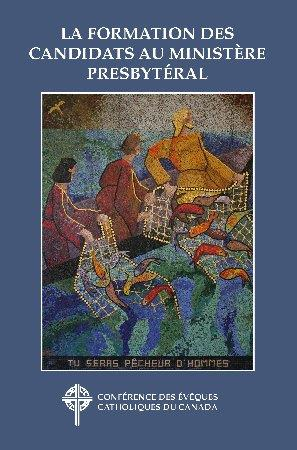 LA FORMATION DES
CANDIDATS AU MINISTÈRE
PRESBYTÉRAL
TU SERAS PÊCHEUR D'HOMMES
CONFÉRENCE DES ÉVÊQUES
CATHOLIQUES DU CANADA